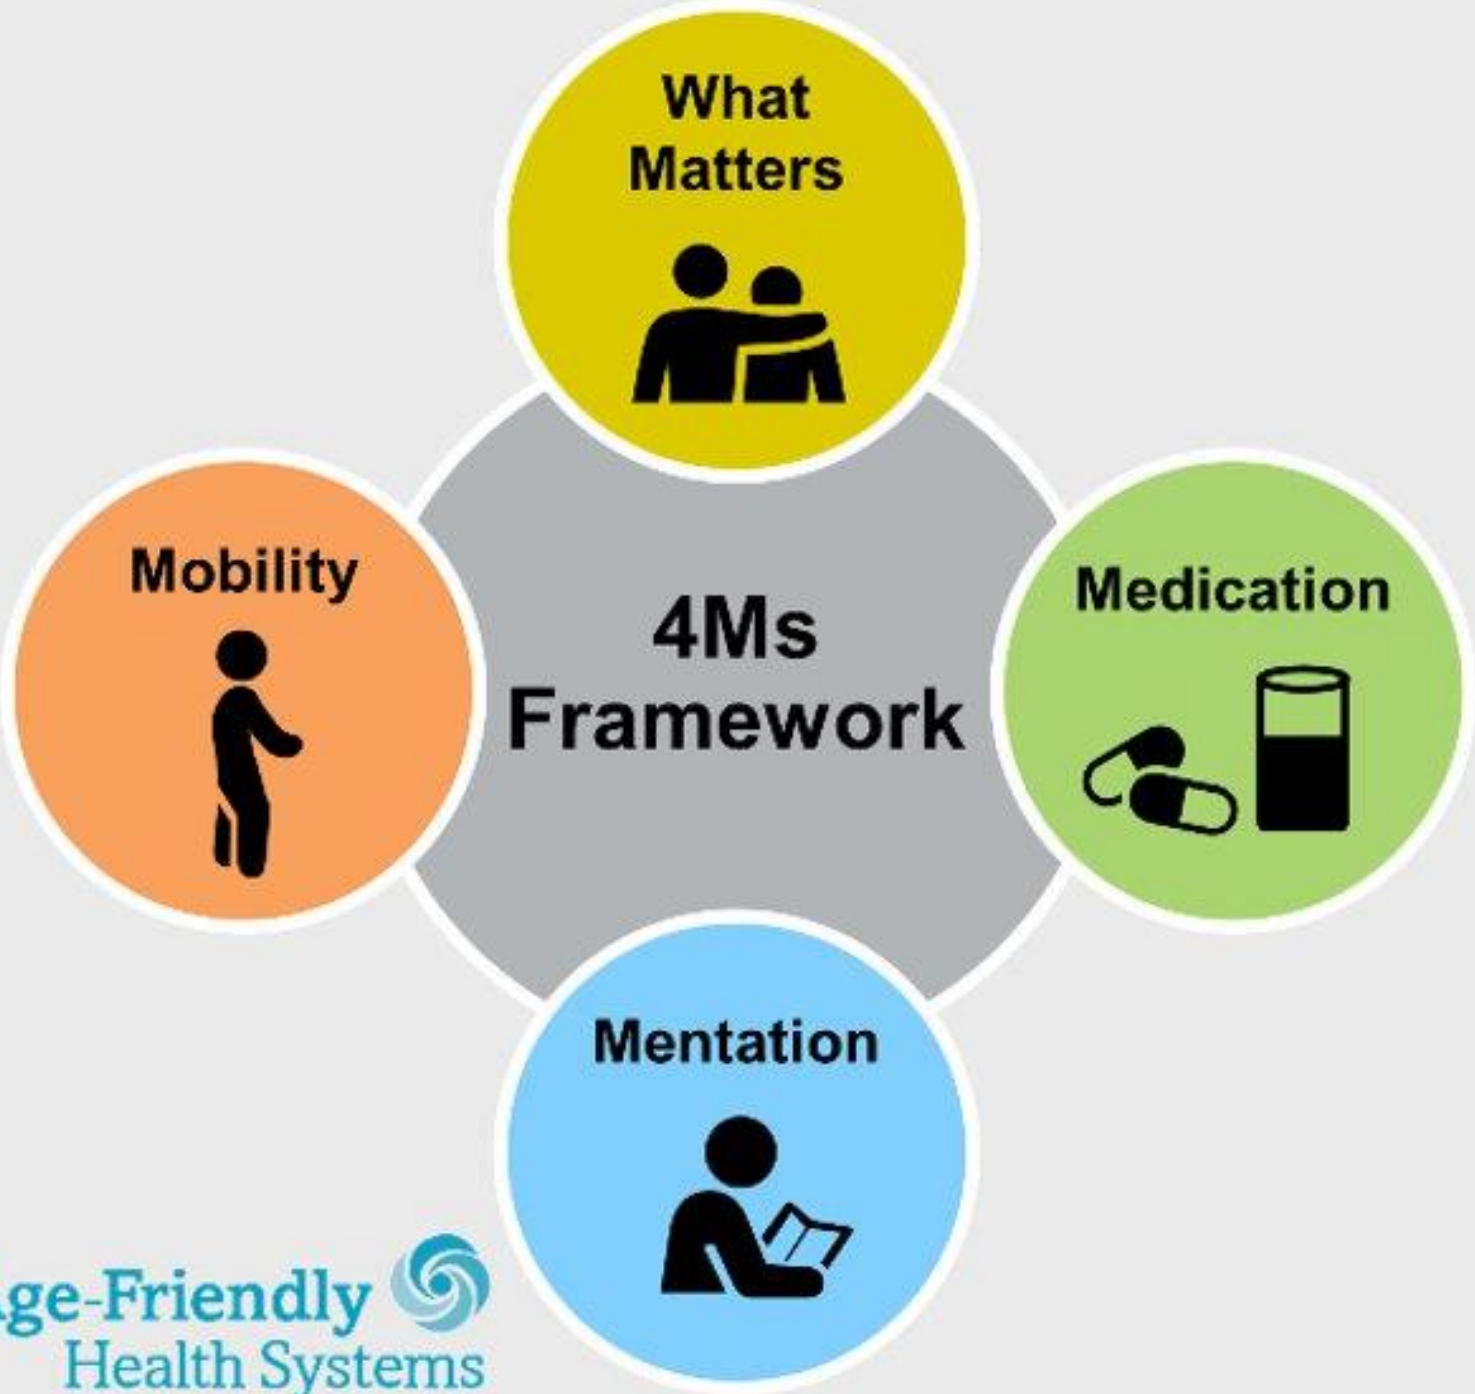 What
Matters
Mobility
4Ms
Framework
Medication
Mentation
ge-Friendly
Health Systems